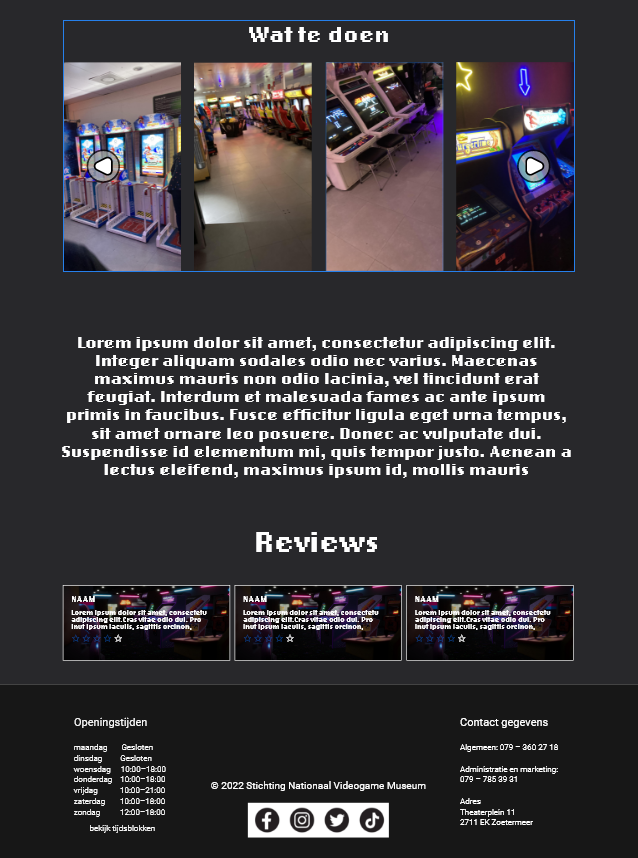 Wat te doen
Lorem ipsum dolor sit amet, consectetur adipiscing elit.
Integer aliquam sodales odio nec varius. Maecenas
maximus mauris non odio lacinia, vel tincidunt erat
feugiat. Interdum et malesuada fames ac ante ipsum
primis in faucibus. Fusce efficitur ligula eget urna tempus,
sit amet ornare leo posuere. Donec ac vulputate dui.
Suspendisse id elementum mi, quis tempor justo. Aenean a
lectus eleifend, maximus ipsum id, mollis mauris
Reviews
NAAM
Lorem ipsum dolor sit amet, consectetu
adipiscing elit.Cras vitae odio dui. Pro
inut ipsum iaculis, sagittis orcinon,
NAAM
Lorem ipsum dolor sit amet, consectetu
adipiscing elit.Cras vitae odio dui. Pro
inut ipsum iaculis, sagittis orcinon,
NAAM
Lorem ipsum dolor sit amet, consectetu
adipiscing elit.Cras vitae odio dui. Pro
inut ipsum iaculis, sagittis orcinon,
Openingstijden
maandag Gesloten
dinsdag Gesloten
woensdag 10:00–18:00
donderdag 10:00–18:00
vrijdag 10:00–21:00
zaterdag 10:00–18:00
zondag 12:00–18:00
bekijk tijdsblokken
© 2022 Stichting Nationaal Videogame Museum
Contact gegevens
Algemeen: 079 – 360 27 18
Administratie en marketing:
079 – 785 39 31
Adres
Theaterplein 11
2711 EK Zoetermeer